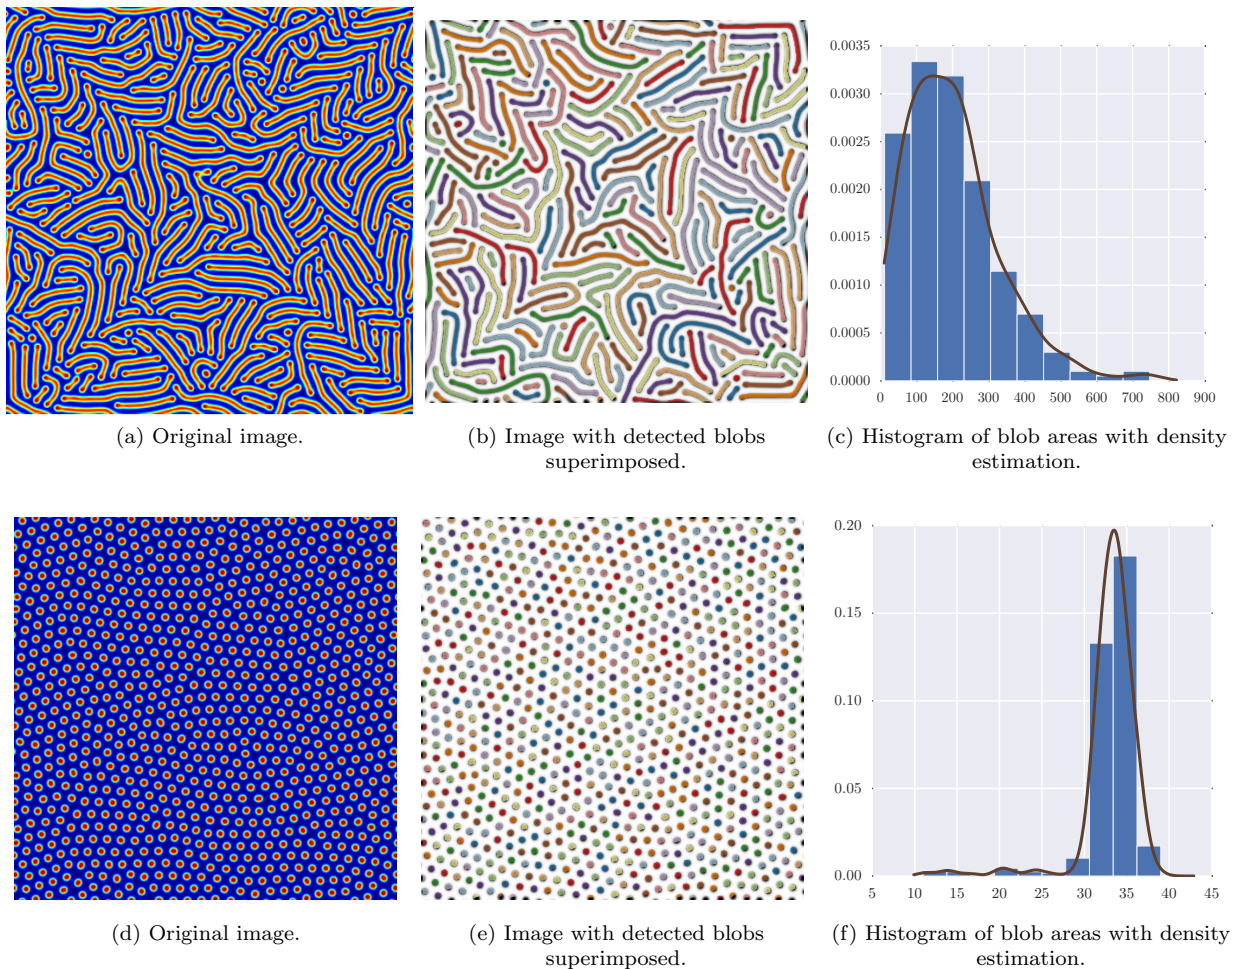 0.0035
0.0030
0.0025
0.0020
0.0015
0.0010
0.0005
0.0000
0 100 200 300 400 500 600 700 800 900
(a) Original image.
(b) Image with detected blobs
superimposed.
(c) Histogram of blob areas with density
estimation.
0.20
0.15
0.10
0.05
0.00
5 10 15 20 25 30 35 40 45
(d) Original image.
(e) Image with detected blobs
superimposed.
(f) Histogram of blob areas with density
estimation.